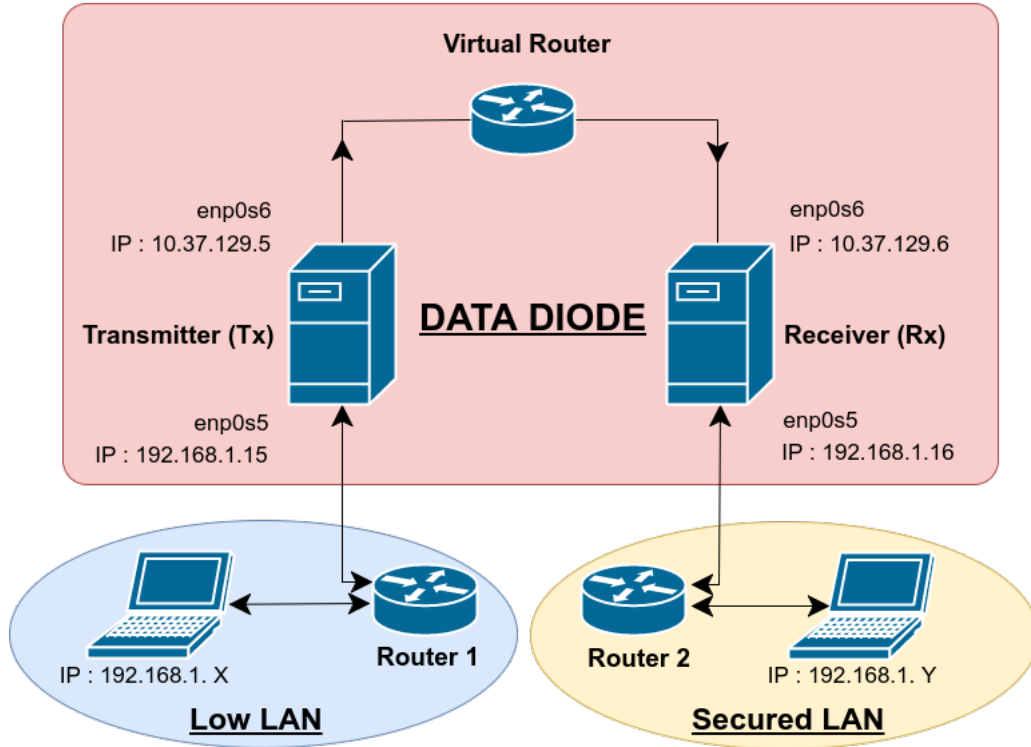 Virtual Router
enp0s6
IP : 10.37.129.5
enp0s6
IP : 10.37.129.6
Transmitter (Tx)
DATA DIODE
Receiver (Rx)
enp0s5
IP : 192.168.1.15
enp0s5
IP : 192.168.1.16
Router 1
IP : 192.168.1. X
Low LAN
Router 2
IP : 192.168.1. Y
Secured LAN